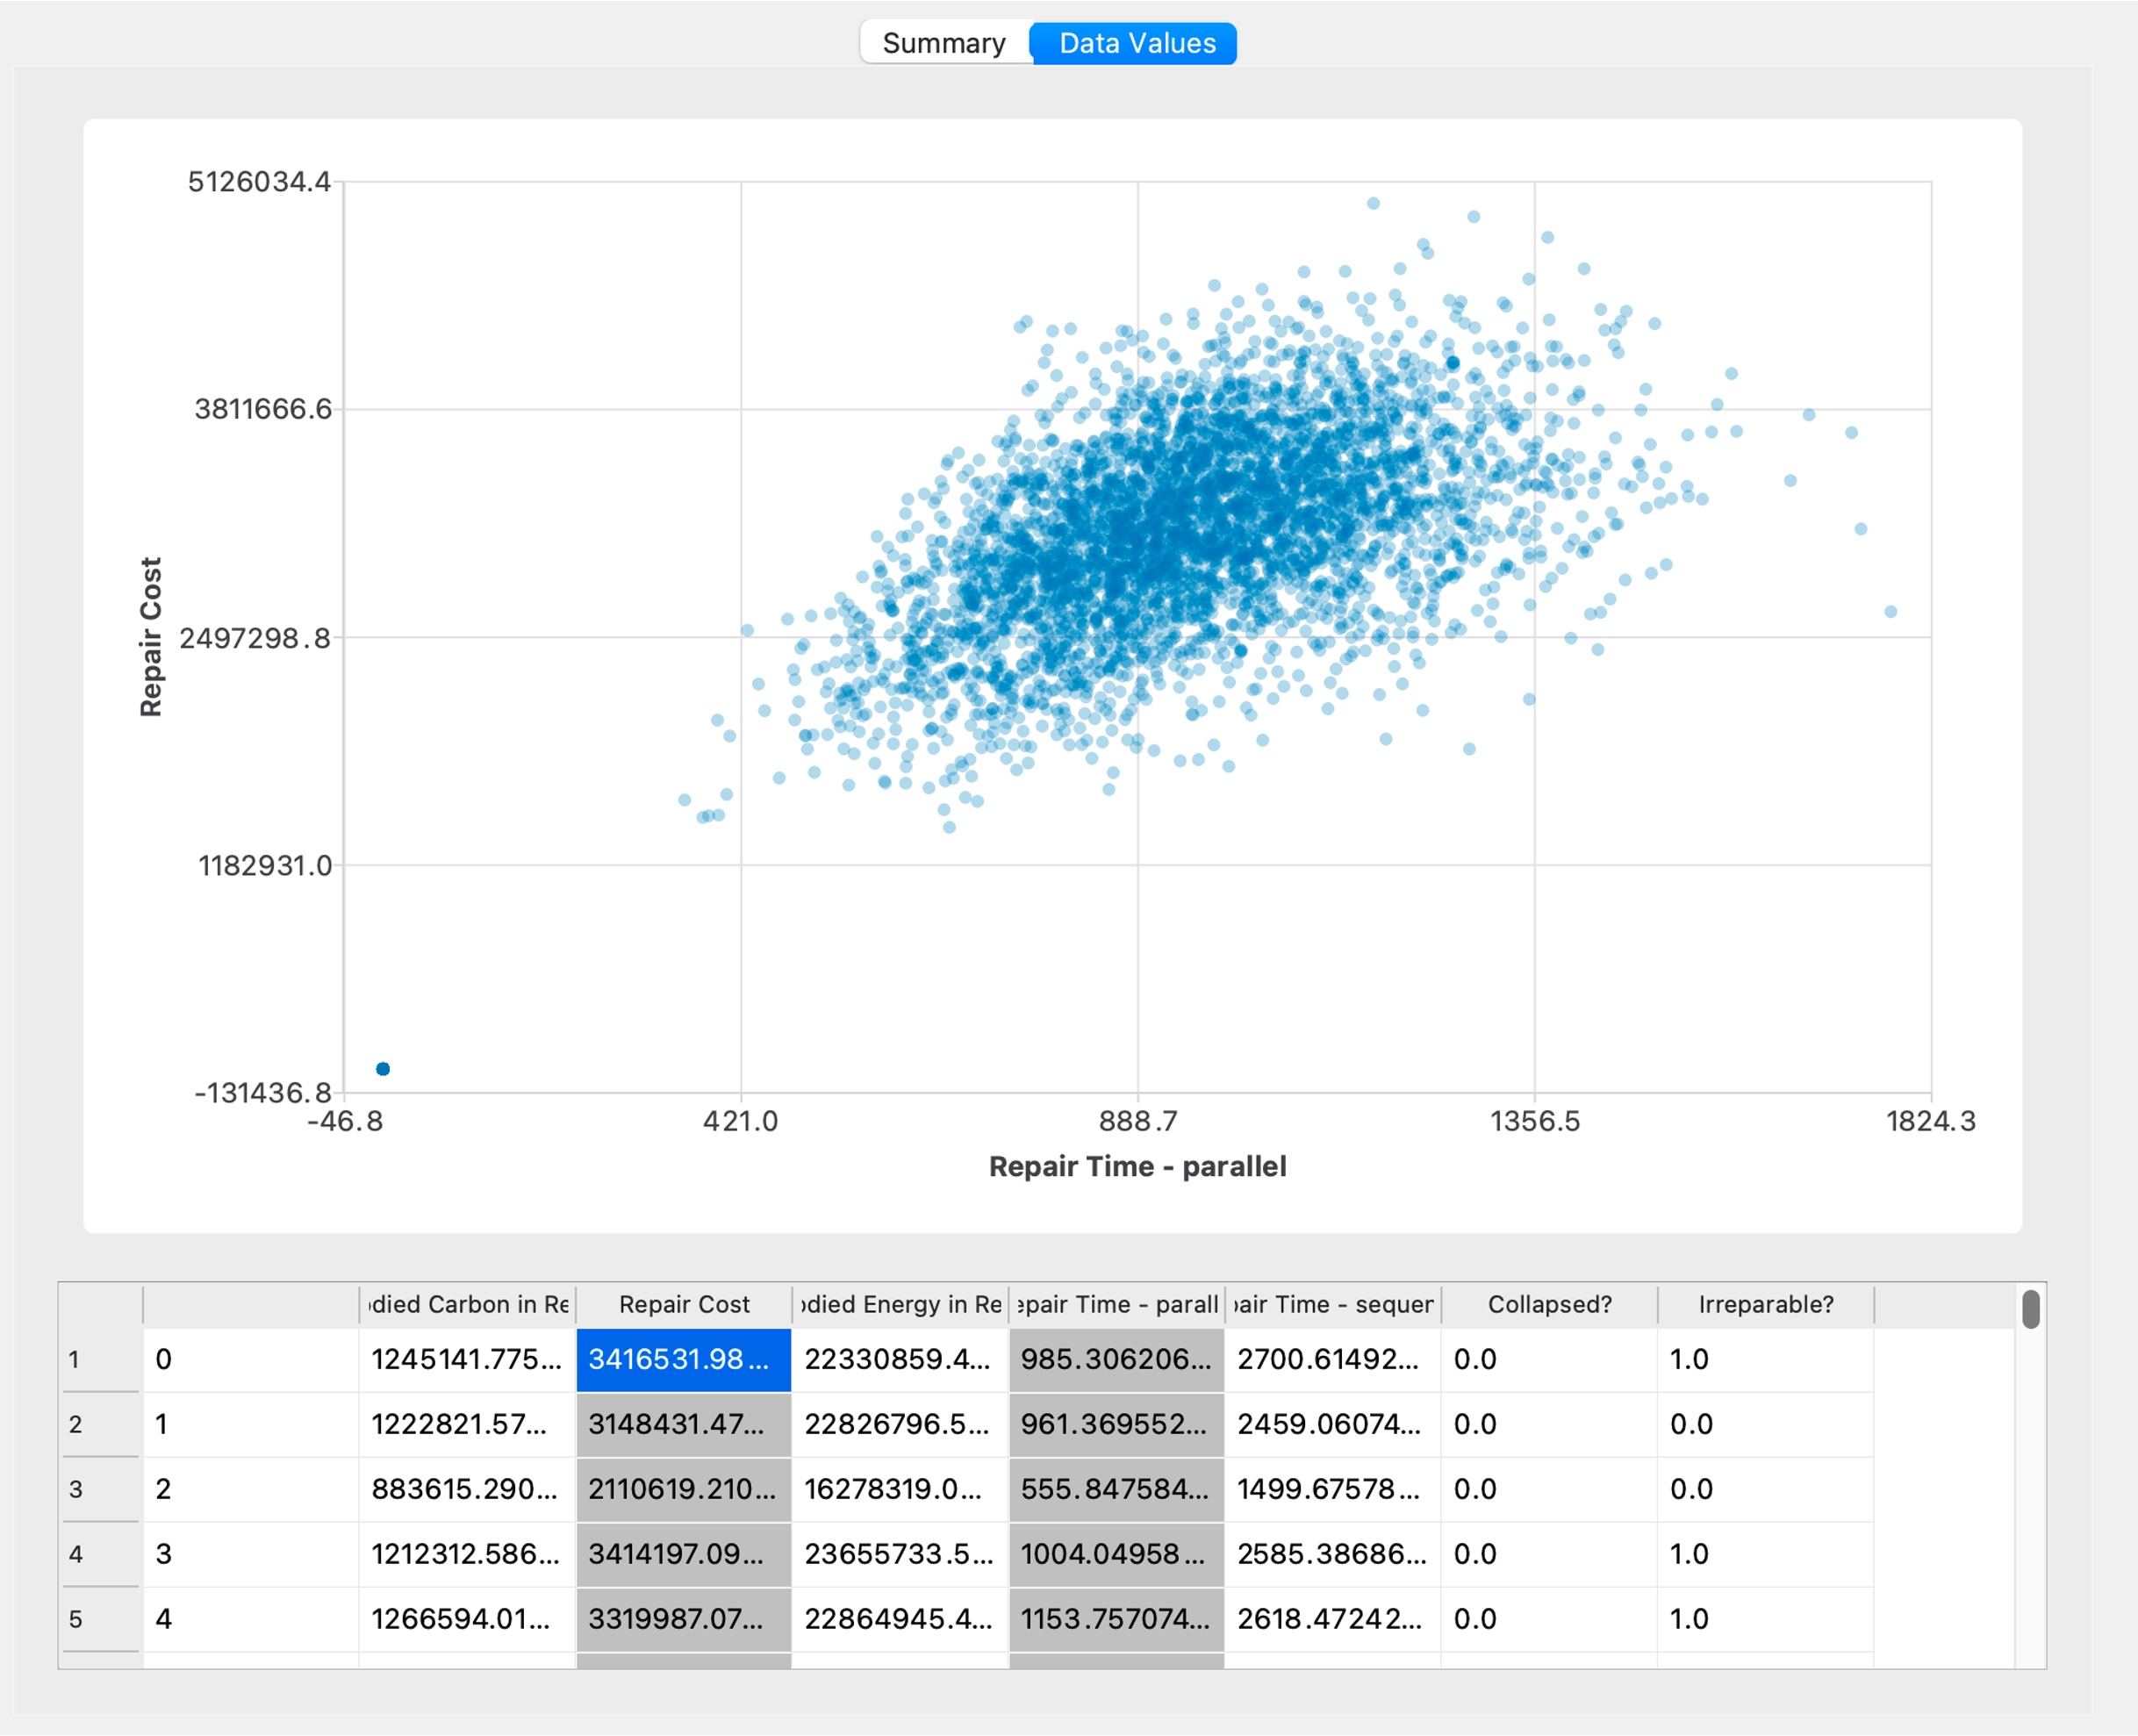 Summary Data Values
5126034.4
3811666.6
2497298.8
1182931.0
-131436.8
Repair Cost
-46.8 421.0 888.7 1356.5 1824.3
Repair Time - parallel
died Carbon in Re Repair Cost odied Energy in Re epair Time - parall air Time - sequer Collapsed? Irreparable?
1 0 1245141.775... 3416531.98... 22330859.4... 985.306206... 2700.61492... 0.0 1.0
2 1 1222821.57... 3148431.47... 22826796.5... 961.369552... 2459.06074... 0.0 0.0
3 2 883615.290... 2110619.210... 16278319.0... 555.847584... 1499.67578... 0.0 0.0
4 3 1212312.586... 3414197.09... 23655733.5... 1004.04958... 2585.38686... 0.0 1.0
5 4 1266594.01... 3319987.07... 22864945.4... 1153.757074... 2618.47242... 0.0 1.0